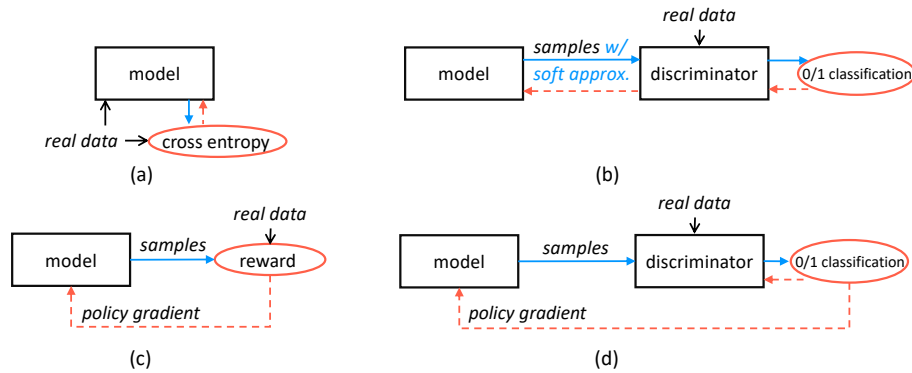 model
real data
cross entropy
(a)
real data
model
samples w/
soft approx.
discriminator
0/1 classification
(b)
real data
model
samples
reward
policy gradient
(c)
real data
model
samples
discriminator
0/1 classification
policy gradient
(d)